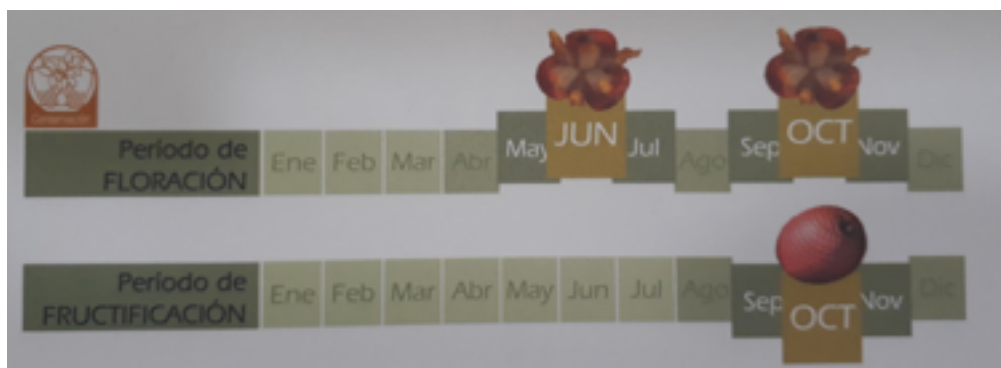 Conservación
Período de
FLORACIÓN
Ene Feb Mar Abr May JUN Jul Ago Sep OCT Nov Dic
Período de
FRUCTIFICACIÓN
Ene Feb Mar Abr May Jun Jul Ago Sep OCT Nov Dic